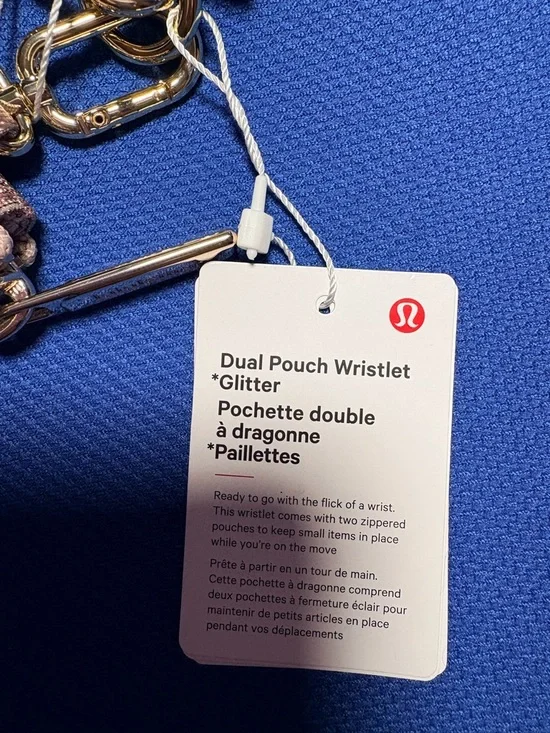 Dual Pouch Wristlet
*Glitter
Pochette double
à dragonne
*Paillettes
Ready to go with the flick of a wrist.
This wristlet comes with two zippered
pouches to keep small items in place
while you're on the move
Prête à partir en un tour de main.
Cette pochette à dragonne comprend
deux pochettes à fermeture éclair pour
maintenir de petits articles en place
pendant vos déplacements